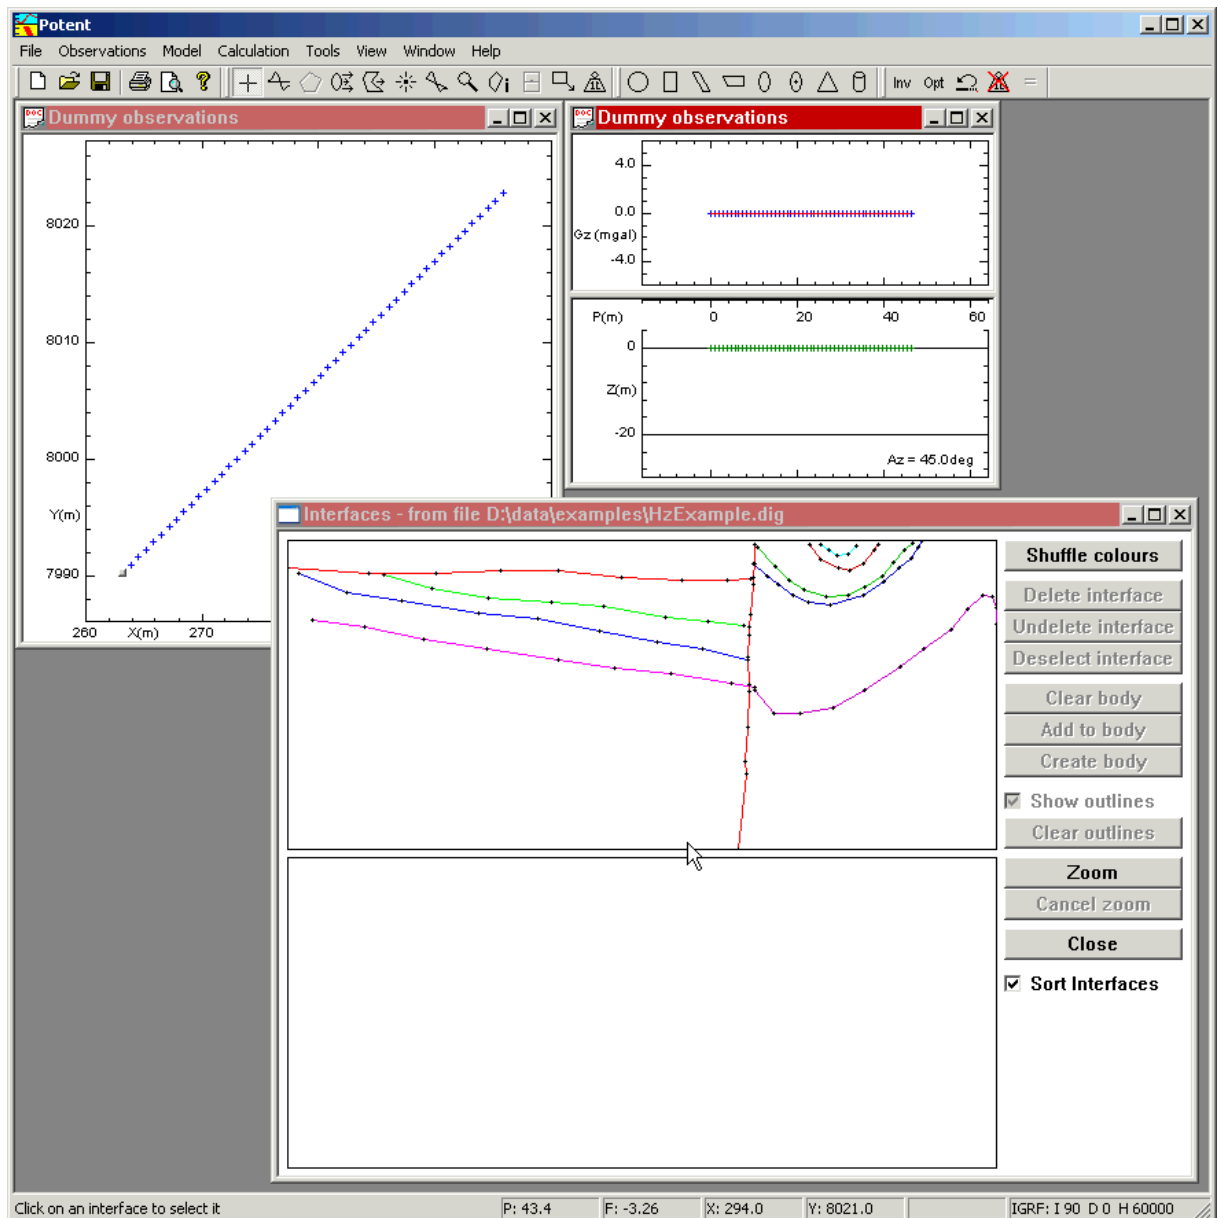 Potent
File Observations Model Calculation Tools View Window Help
Inv Opt
Dummy observations
8020
8010
8000
Y(m)
7990
260 X(m) 270
Dummy observations
4.0
0.0
Gz (mgal)
-4.0
P(m) 0 20 40 60
0
Z(m)
-20
Az = 45.0deg
Interfaces - from file D:\data\examples\HzExample.dig
Shuffle colours
Delete interface
Undelete interface
Deselect interface
Clear body
Add to body
Create body
Show outlines
Clear outlines
Zoom
Cancel zoom
Close
Sort Interfaces
Click on an interface to select it P: 43.4 F: -3.26 X: 294.0 Y: 8021.0 IGRF: I 90 D 0 H 60000